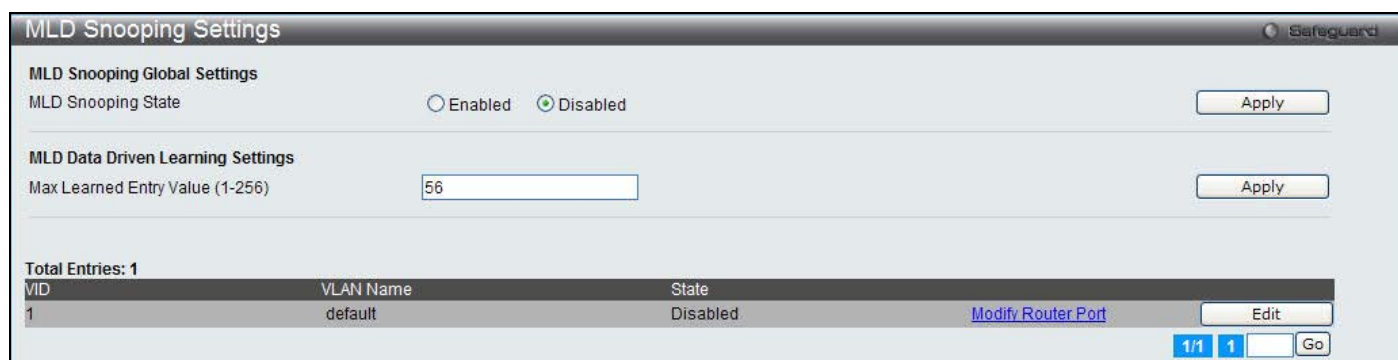 MLD Snooping Settings
Safeguard
MLD Snooping Global Settings
MLD Snooping State Enabled Disabled Apply
MLD Data Driven Learning Settings
Max Learned Entry Value (1-256) 56 Apply
Total Entries: 1
VID VLAN Name State
1 default Disabled Modify Router Port Edit
1/1 1 Go